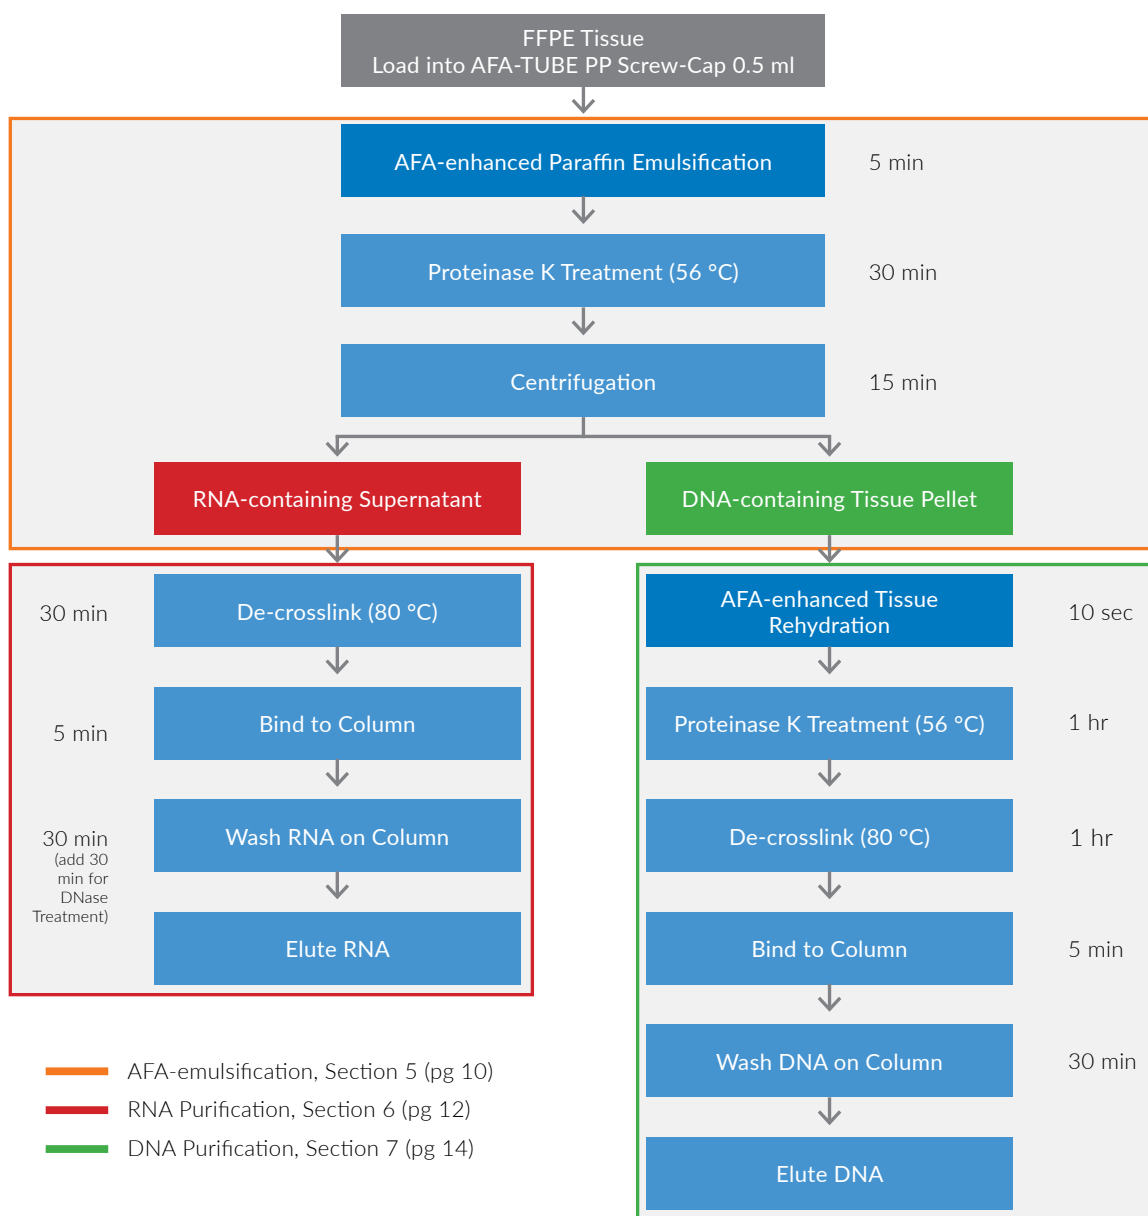 FFPE Tissue
Load into AFA-TUBE PP Screw-Cap 0.5 ml
AFA-enhanced Paraffin Emulsification
5 min
Proteinase K Treatment (56 °C)
30 min
Centrifugation
15 min
RNA-containing Supernatant
DNA-containing Tissue Pellet
30 min
De-crosslink (80 °C)
5 min
Bind to Column
30 min
(add 30
min for
DNase
Treatment)
Wash RNA on Column
Elute RNA
AFA-enhanced Tissue
Rehydration
10 sec
Proteinase K Treatment (56 °C)
1 hr
De-crosslink (80 °C)
1 hr
Bind to Column
5 min
Wash DNA on Column
30 min
Elute DNA
AFA-emulsification, Section 5 (pg 10)
RNA Purification, Section 6 (pg 12)
DNA Purification, Section 7 (pg 14)